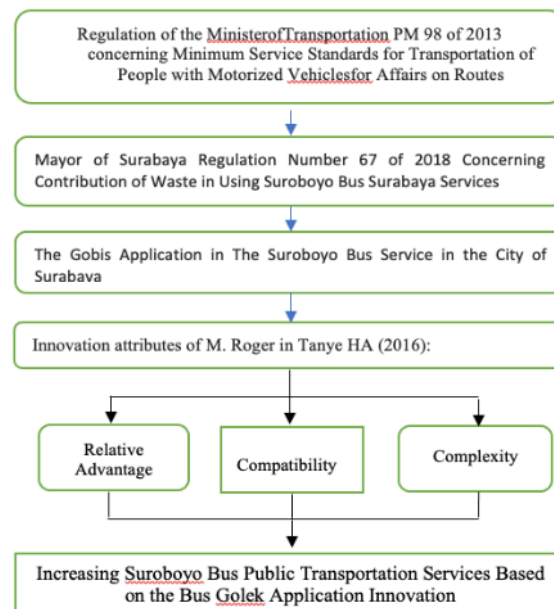 Regulation of the MinisterofTransportation PM 98 of 2013
concerning Minimum Service Standards for Transportation of
People with Motorized Vehiclesfor Affairs on Routes
Mayor of Surabaya Regulation Number 67 of 2018 Concerning
Contribution of Waste in Using Suroboyo Bus Surabaya Services
The Gobis Application in The Suroboyo Bus Service in the City of
Surabava
Innovation attributes of M. Roger in Tanye HA (2016):
Relative
Advantage
Compatibility
Complexity
Increasing Suroboyo Bus Public Transportation Services Based
on the Bus Golek Application Innovation